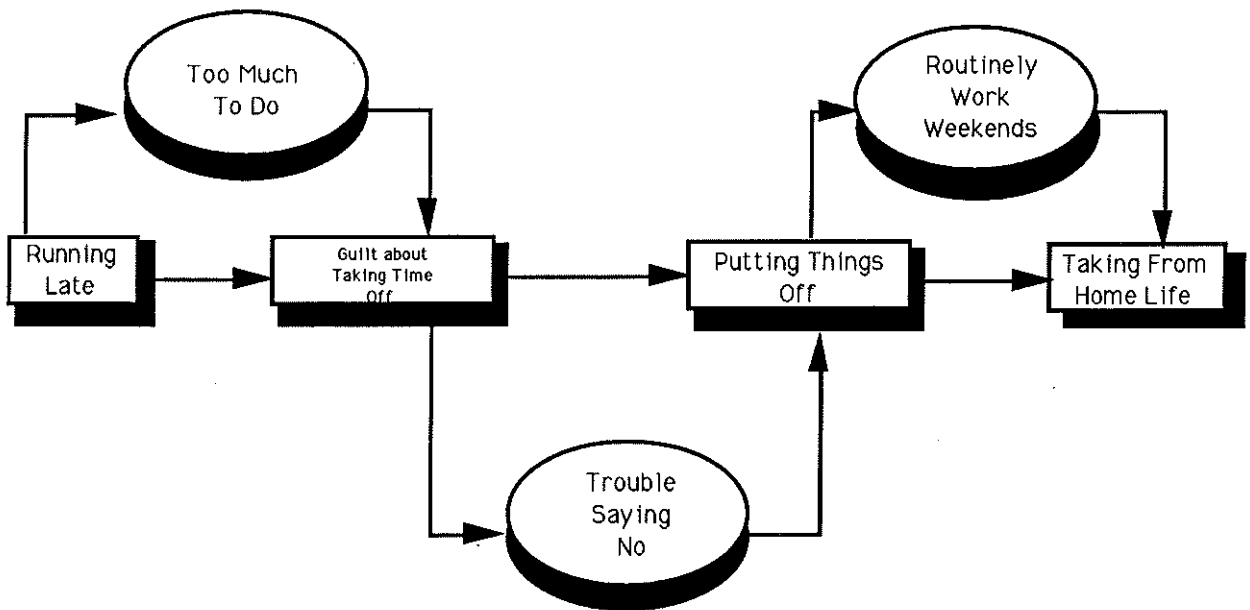 Too Much
To Do
Routinely
Work
Weekends
Running
Late
Guilt about
Taking Time
Off
Putting Things
Off
Taking From
Home Life
Trouble
Saying
No